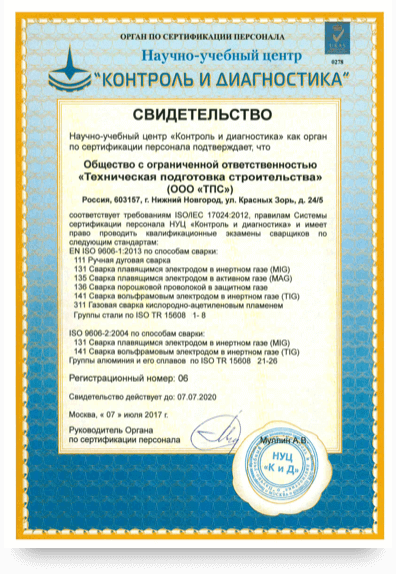 ОРГАН ПО СЕРТИФИКАЦИИ ПЕРСОНАЛА
Научно-учебный центр
"КОНТРОЛЬ И ДИАГНОСТИКА"
UKAS
0278
СВИДЕТЕЛЬСТВО
Научно-учебный центр «Контроль и диагностика» как орган
по сертификации персонала подтверждает, что
Общество с ограниченной ответственностью
«Техническая подготовка строительства»
(ООО «ТПС»)
Россия, 603157, г. Нижний Новгород, ул. Красных Зорь, д. 24/5
соответствует требованиям ISO/IEC 17024:2012, правилам Системы
сертификации персонала НУЦ «Контроль и диагностика» и имеет
право проводить квалификационные экзамены сварщиков по
следующим стандартам:
EN ISO 9606-1:2013 по способам сварки:
111 Ручная дуговая сварка
131 Сварка плавящимся электродом в инертном газе (MIG)
135 Сварка плавящимся электродом в активном газе (MAG)
136 Сварка порошковой проволокой в защитном газе
141 Сварка вольфрамовым электродом в инертном газе (TIG)
311 Газовая сварка кислородно-ацетиленовым пламенем
Группы стали по ISO TR 15608 1- 8
ISO 9606-2:2004 по способам сварки:
131 Сварка плавящимся электродом в инертном газе (MIG)
141 Сварка вольфрамовым электродом в инертном газе (TIG)
Группы алюминия и его сплавов по ISO TR 15608 21-26
Регистрационный номер: 06
Свидетельство действует до: 07.07.2020
Москва, « 07 » июля 2017 г.
Руководитель Органа
по сертификации персонала
Муллин А.В.
НУЦ
"К и Д"